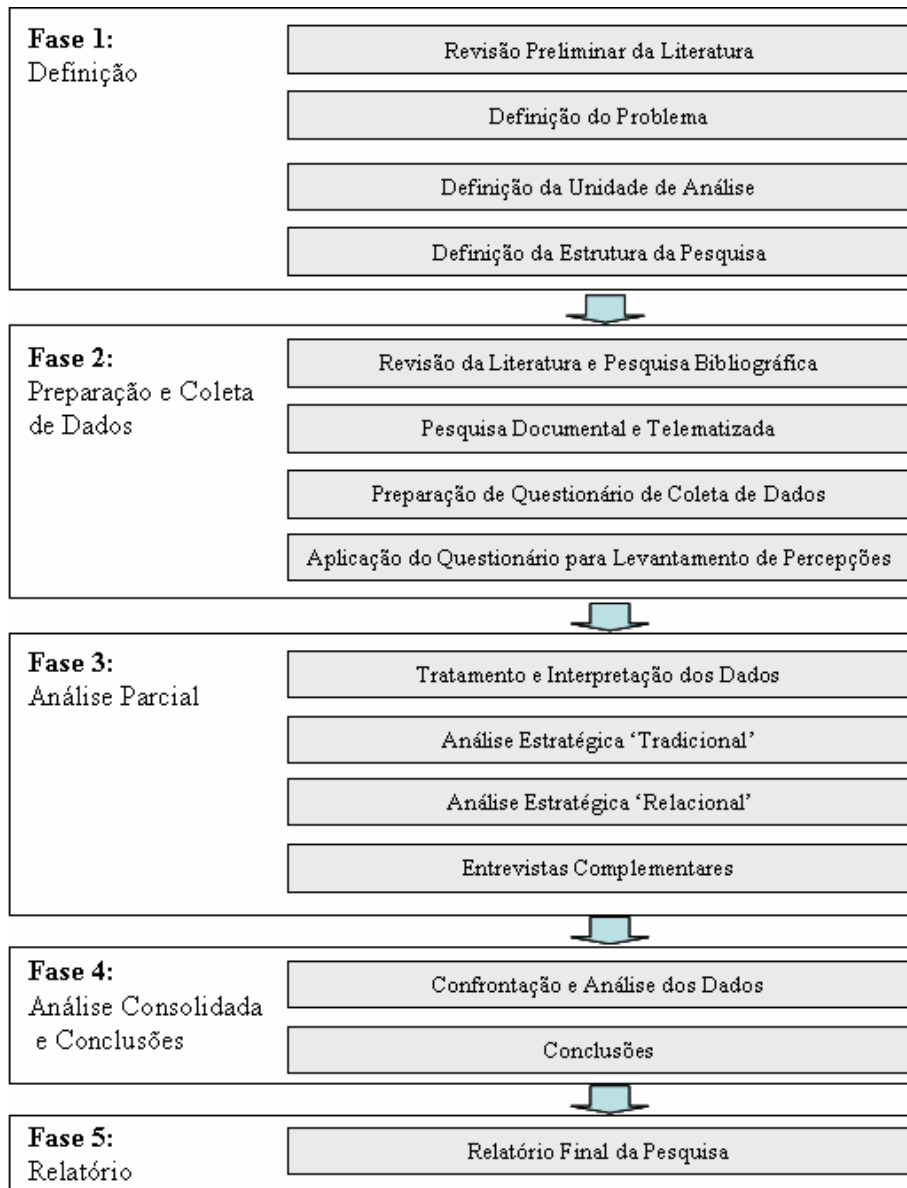 Fase 1:
Definição
Revisão Preliminar da Literatura
Definição do Problema
Definição da Unidade de Análise
Definição da Estrutura da Pesquisa
Fase 2:
Preparação e Coleta
de Dados
Revisão da Literatura e Pesquisa Bibliográfica
Pesquisa Documental e Telematizada
Preparação de Questionário de Coleta de Dados
Aplicação do Questionário para Levantamento de Percepções
Fase 3:
Análise Parcial
Tratamento e Interpretação dos Dados
Análise Estratégica ‘Tradicional’
Análise Estratégica ‘Relacional’
Entrevistas Complementares
Fase 4:
Análise Consolidada
e Conclusões
Confrontação e Análise dos Dados
Conclusões
Fase 5:
Relatório
Relatório Final da Pesquisa